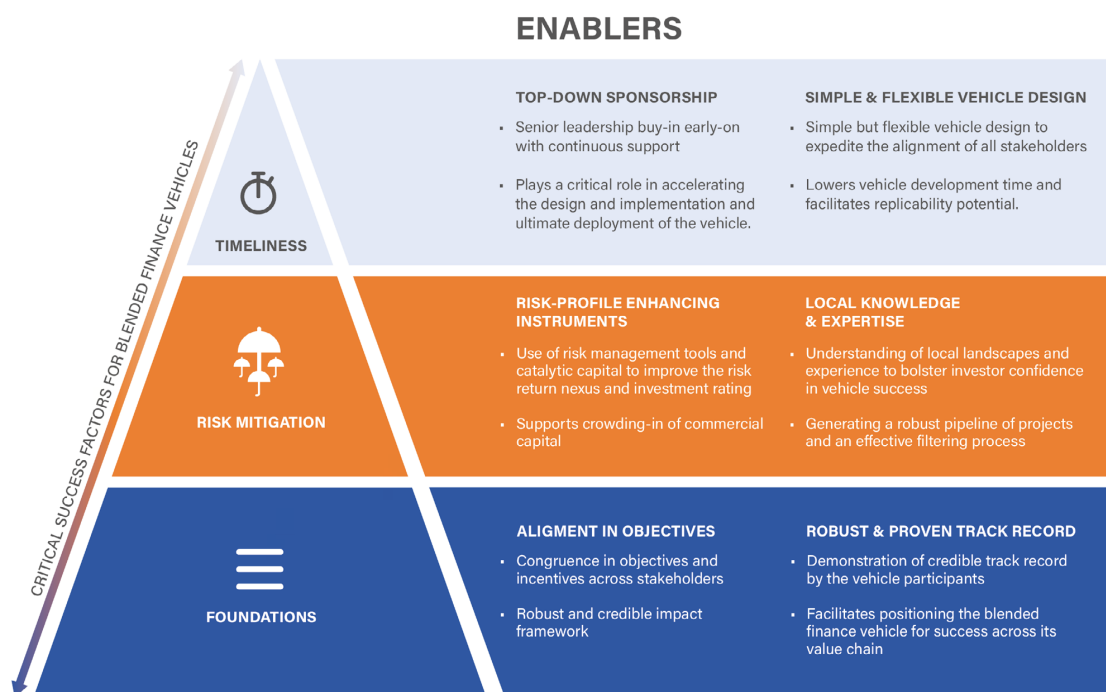 ENABLERS
CRITICAL SUCCESS FACTORS FOR BLENDED FINANCE VEHICLES
TIMELINESS
TOP-DOWN SPONSORSHIP
▪ Senior leadership buy-in early-on
with continuous support
▪ Plays a critical role in accelerating
the design and implementation and
ultimate deployment of the vehicle.
SIMPLE & FLEXIBLE VEHICLE DESIGN
▪ Simple but flexible vehicle design to
expedite the alignment of all stakeholders
▪ Lowers vehicle development time and
facilitates replicability potential.
RISK MITIGATION
RISK-PROFILE ENHANCING
INSTRUMENTS
▪ Use of risk management tools and
catalytic capital to improve the risk
return nexus and investment rating
▪ Supports crowding-in of commercial
capital
LOCAL KNOWLEDGE
& EXPERTISE
▪ Understanding of local landscapes and
experience to bolster investor confidence
in vehicle success
▪ Generating a robust pipeline of projects
and an effective filtering process
FOUNDATIONS
ALIGMENT IN OBJECTIVES
▪ Congruence in objectives and
incentives across stakeholders
▪ Robust and credible impact
framework
ROBUST & PROVEN TRACK RECORD
▪ Demonstration of credible track record
by the vehicle participants
▪ Facilitates positioning the blended
finance vehicle for success across its
value chain